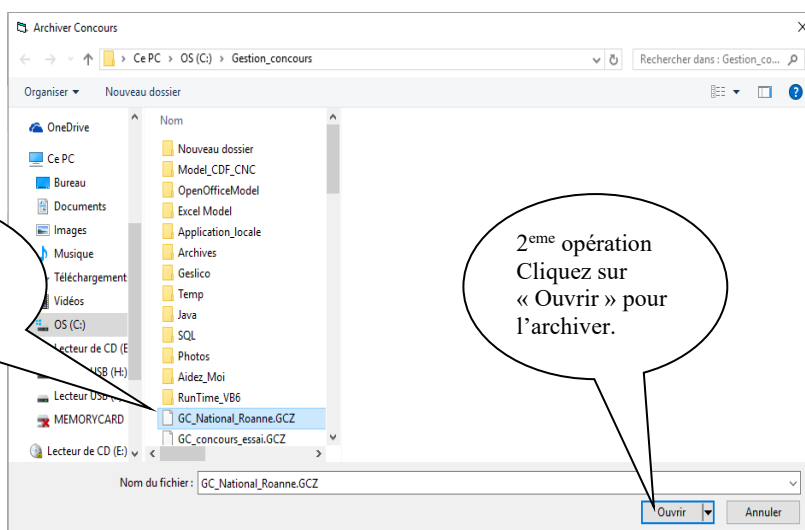 Archiver Concours
Ce PC > OS (C:) > Gestion_concours
Rechercher dans : Gestion_co...
Organiser
Nouveau dossier
OneDrive
Ce PC
Bureau
Documents
Images
Musique
Téléchargement
Vidéos
OS (C:)
Lecteur de CD (E
USB (H:)
Lecteur USB
MEMORYCARD
Lecteur de CD (E:)
Nom
Nouveau dossier
Model_CDF_CNC
OpenOfficeModel
Excel Model
Application_locale
Archives
Geslico
Temp
Java
SQL
Photos
Aidez_Moi
RunTime_VB6
GC_National_Roanne.GCZ
GC_concours_essai.GCZ
2eme opération
Cliquez sur
« Ouvrir » pour
l’archiver.
Nom du fichier : GC_National_Roanne.GCZ
Ouvrir
Annuler